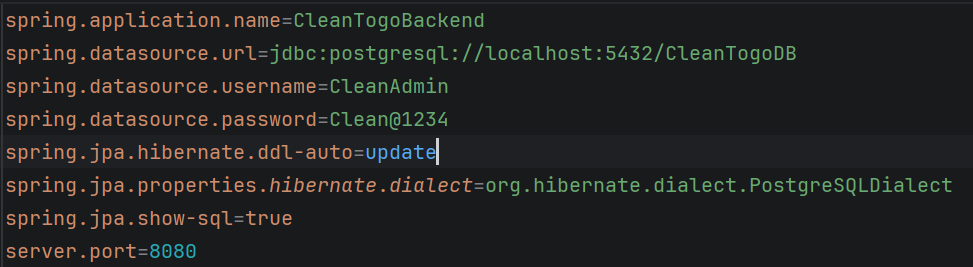 spring.application.name=CleanTogoBackend
spring.datasource.url=jdbc:postgresql://localhost:5432/CleanTogoDB
spring.datasource.username=CleanAdmin
spring.datasource.password=Clean@1234
spring.jpa.hibernate.ddl-auto=update
spring.jpa.properties.hibernate.dialect=org.hibernate.dialect.PostgreSQLDialect
spring.jpa.show-sql=true
server.port=8080